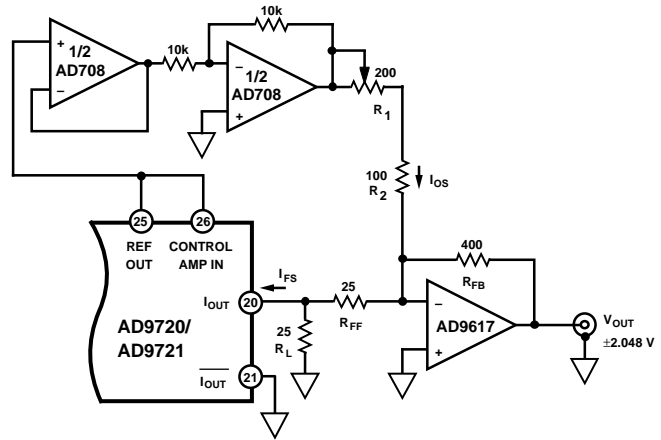 +
1/2
AD708
−
10k
10k
−
1/2
AD708
+
200
R1
100
R2
IOS
25
26
REF
OUT
CONTROL
AMP IN
IFS
IOUT
20
25
RFF
25
RL
AD9720/
AD9721
IOUT
21
400
RFB
−
AD9617
+
VOUT
±2.048 V